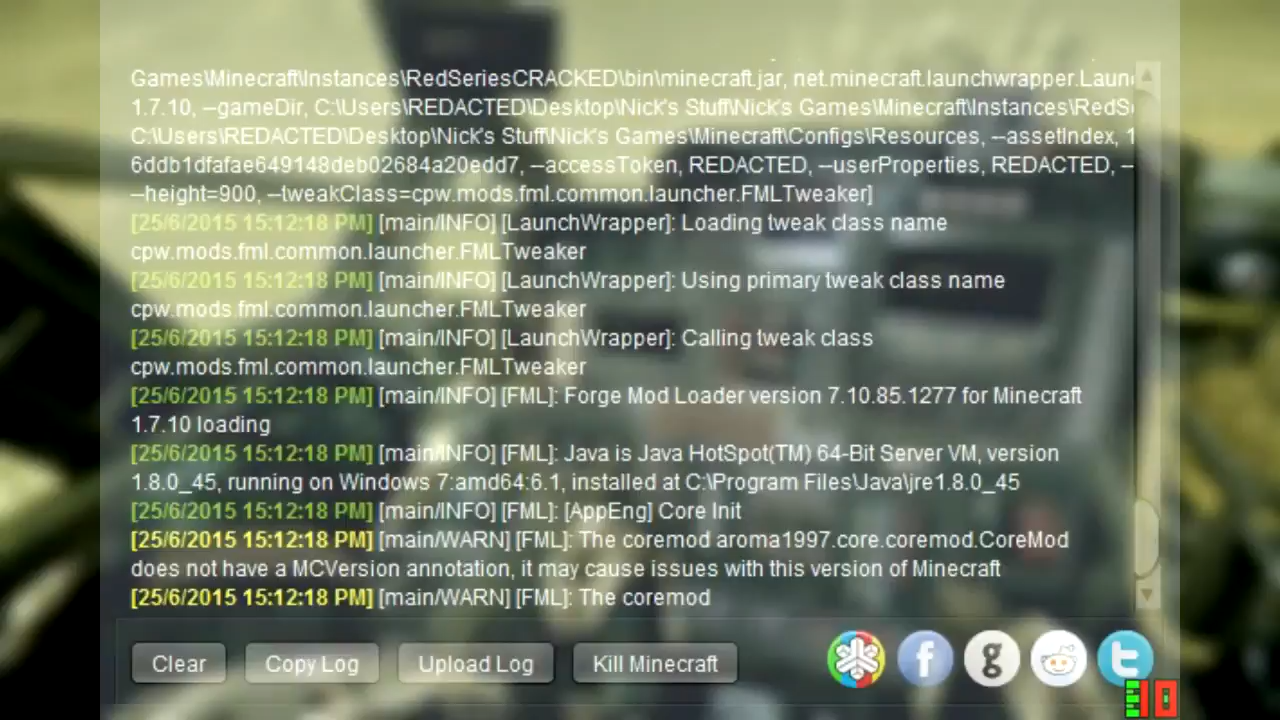 Games\Minecraft\Instances\RedSeriesCRACKED\bin\minecraft.jar, net.minecraft.launchwrapper.Laun
1.7.10, --gameDir, C:\Users\REDACTED\Desktop\Nick's Stuff\Nick's Games\Minecraft\Instances\RedS
C:\Users\REDACTED\Desktop\Nick's Stuff\Nick's Games\Minecraft\Configs\Resources, --assetIndex, 1
6ddb1dfafae649148deb02684a20edd7, --accessToken, REDACTED, --userProperties, REDACTED, --
--height=900, --tweakClass=cpw.mods.fml.common.launcher.FMLTweaker]
[25/6/2015 15:12:18 PM] [main/INFO] [LaunchWrapper]: Loading tweak class name
cpw.mods.fml.common.launcher.FMLTweaker
[25/6/2015 15:12:18 PM] [main/INFO] [LaunchWrapper]: Using primary tweak class name
cpw.mods.fml.common.launcher.FMLTweaker
[25/6/2015 15:12:18 PM] [main/INFO] [LaunchWrapper]: Calling tweak class
cpw.mods.fml.common.launcher.FMLTweaker
[25/6/2015 15:12:18 PM] [main/INFO] [FML]: Forge Mod Loader version 7.10.85.1277 for Minecraft
1.7.10 loading
[25/6/2015 15:12:18 PM] [main/INFO] [FML]: Java is Java HotSpot(TM) 64-Bit Server VM, version
1.8.0_45, running on Windows 7:amd64:6.1, installed at C:\Program Files\Java\jre1.8.0_45
[25/6/2015 15:12:18 PM] [main/INFO] [FML]: [AppEng] Core Init
[25/6/2015 15:12:18 PM] [main/WARN] [FML]: The coremod aroma1997.core.coremod.CoreMod
does not have a MCVersion annotation, it may cause issues with this version of Minecraft
[25/6/2015 15:12:18 PM] [main/WARN] [FML]: The coremod
Clear Copy Log Upload Log Kill Minecraft f g t
10